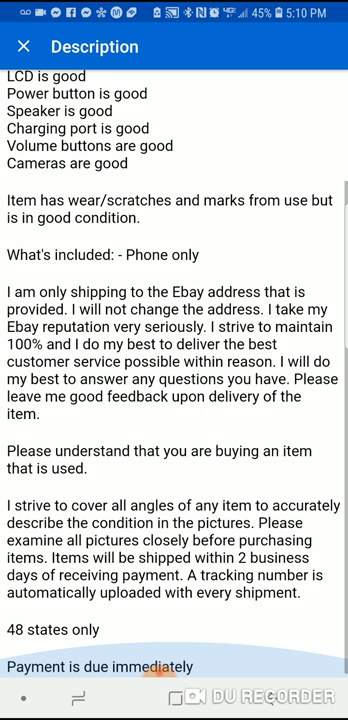 45% 5:10 PM
Description
LCD is good
Power button is good
Speaker is good
Charging port is good
Volume buttons are good
Cameras are good
Item has wear/scratches and marks from use but
is in good condition.
What's included: - Phone only
I am only shipping to the Ebay address that is
provided. I will not change the address. I take my
Ebay reputation very seriously. I strive to maintain
100% and I do my best to deliver the best
customer service possible within reason. I will do
my best to answer any questions you have. Please
leave me good feedback upon delivery of the
item.
Please understand that you are buying an item
that is used.
I strive to cover all angles of any item to accurately
describe the condition in the pictures. Please
examine all pictures closely before purchasing
items. Items will be shipped within 2 business
days of receiving payment. A tracking number is
automatically uploaded with every shipment.
48 states only
Payment is due immediately
DU RECORDER